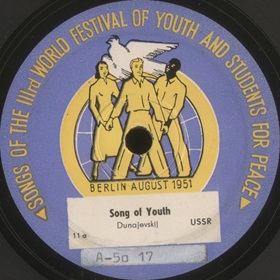 SONGS OF THE IIIrd WORLD FESTIVAL OF YOUTH AND STUDENTS FOR PEACE
BERLIN AUGUST 1951
Song of Youth
Dunajevskij
11a
USSR
A-5a 17